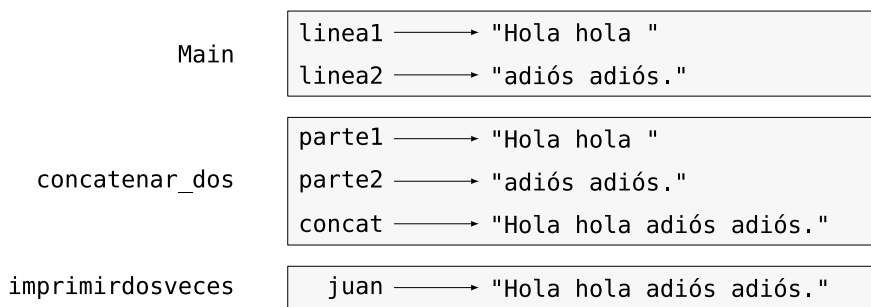 Main
linea1 "Hola hola "
linea2 "adiós adiós."
concatenar_dos
parte1 "Hola hola "
parte2 "adiós adiós."
concat "Hola hola adiós adiós."
imprimirdosveces
juan "Hola hola adiós adiós."